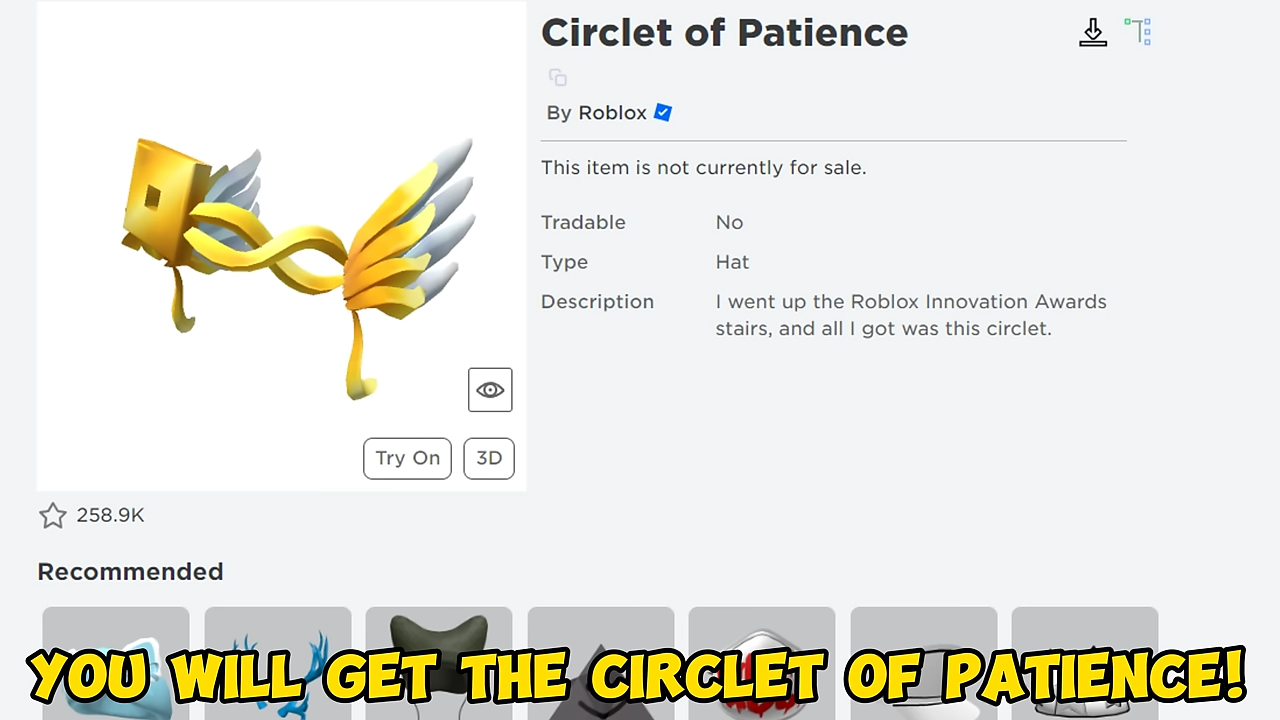 Circlet of Patience
By Roblox
This item is not currently for sale.
Tradable No
Type Hat
Description I went up the Roblox Innovation Awards
stairs, and all I got was this circlet.
Try On
3D
258.9K
Recommended
YOU WILL GET THE CIRCLET OF PATIENCE!